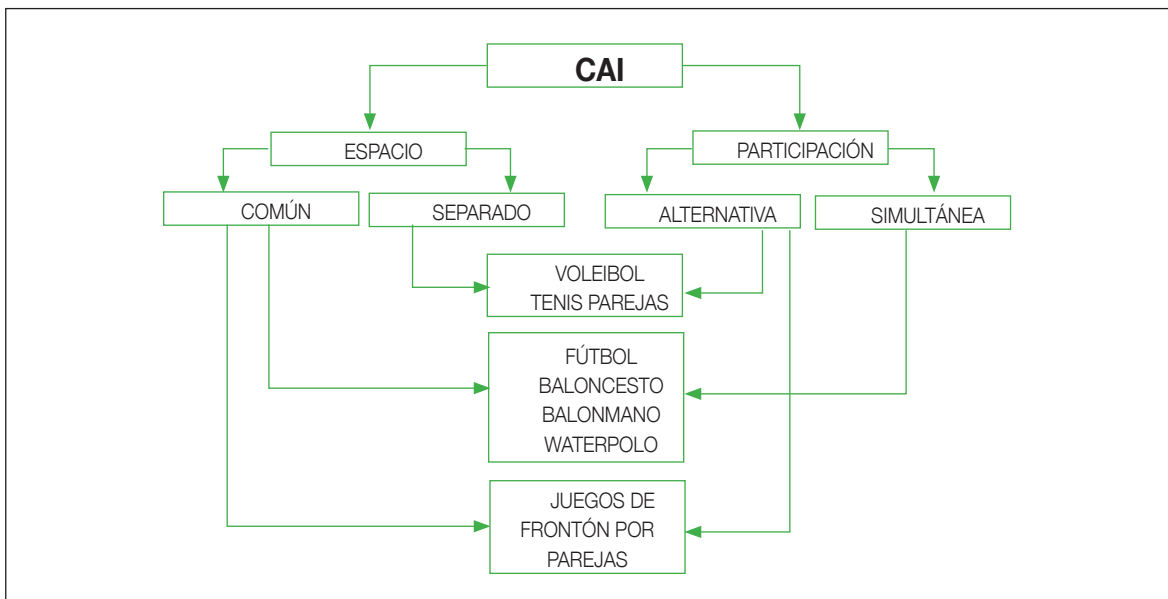 CAI
ESPACIO
PARTICIPACIÓN
COMÚN
SEPARADO
ALTERNATIVA
SIMULTÁNEA
VOLEIBOL
TENIS PAREJAS
FÚTBOL
BALONCESTO
BALONMANO
WATERPOLO
JUEGOS DE
FRONTÓN POR
PAREJAS